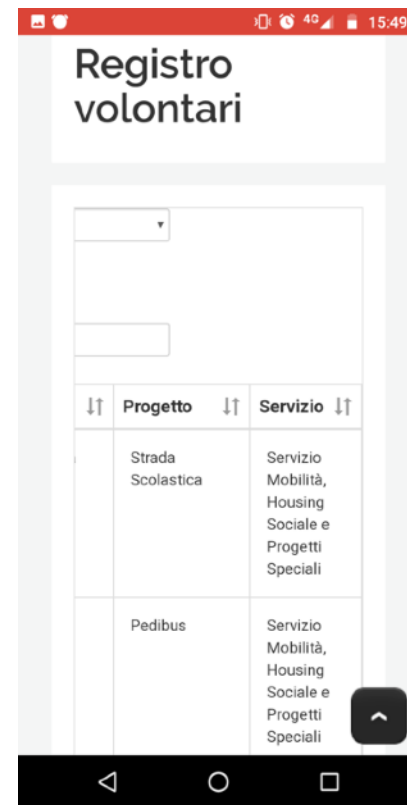 4G 15:49
Registro
volontari
Progetto Servizio
Strada
Scolastica
Servizio
Mobilità,
Housing
Sociale e
Progetti
Speciali
Pedibus
Servizio
Mobilità,
Housing
Sociale e
Progetti
Speciali